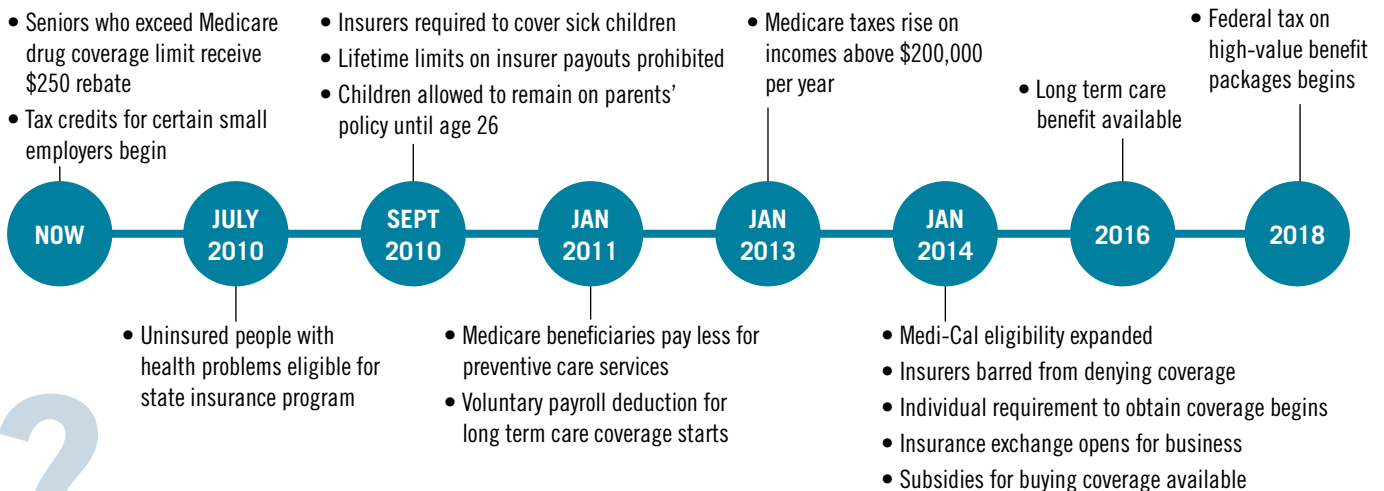 • Seniors who exceed Medicare
drug coverage limit receive
$250 rebate
• Tax credits for certain small
employers begin
• Insurers required to cover sick children
• Lifetime limits on insurer payouts prohibited
• Children allowed to remain on parents’
policy until age 26
• Medicare taxes rise on
incomes above $200,000
per year
• Long term care
benefit available
• Federal tax on
high-value benefit
packages begins
NOW
JULY
2010
SEPT
2010
JAN
2011
JAN
2013
JAN
2014
2016
2018
• Uninsured people with
health problems eligible for
state insurance program
• Medicare beneficiaries pay less for
preventive care services
• Voluntary payroll deduction for
long term care coverage starts
• Medi-Cal eligibility expanded
• Insurers barred from denying coverage
• Individual requirement to obtain coverage begins
• Insurance exchange opens for business
• Subsidies for buying coverage available
?